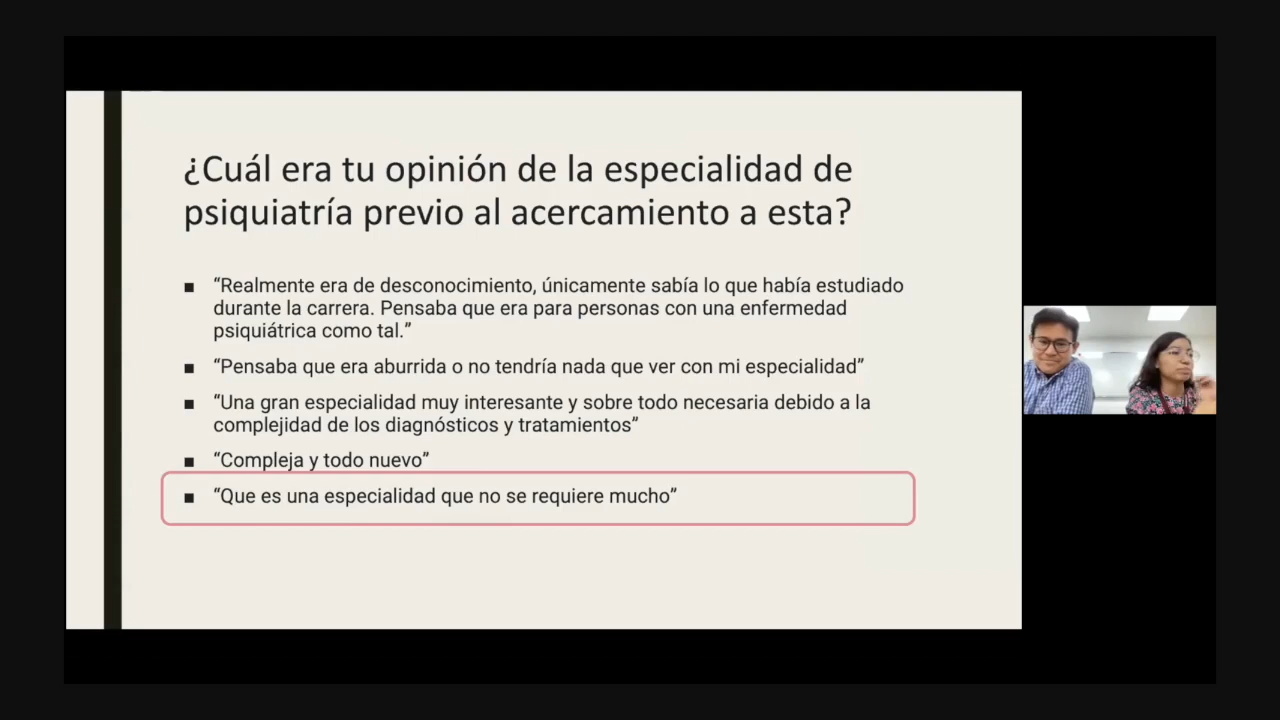 ¿Cuál era tu opinión de la especialidad de
psiquiatría previo al acercamiento a esta?
■ “Realmente era de desconocimiento, únicamente sabía lo que había estudiado
durante la carrera. Pensaba que era para personas con una enfermedad
psiquiátrica como tal.”
■ “Pensaba que era aburrida o no tendría nada que ver con mi especialidad”
■ “Una gran especialidad muy interesante y sobre todo necesaria debido a la
complejidad de los diagnósticos y tratamientos”
■ “Compleja y todo nuevo”
■ “Que es una especialidad que no se requiere mucho”